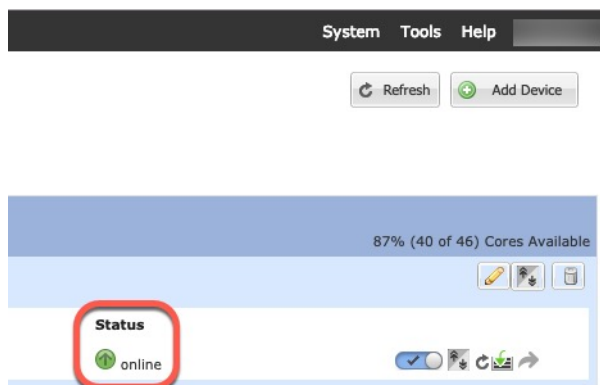 System Tools Help
Refresh Add Device
87% (40 of 46) Cores Available
Status
online